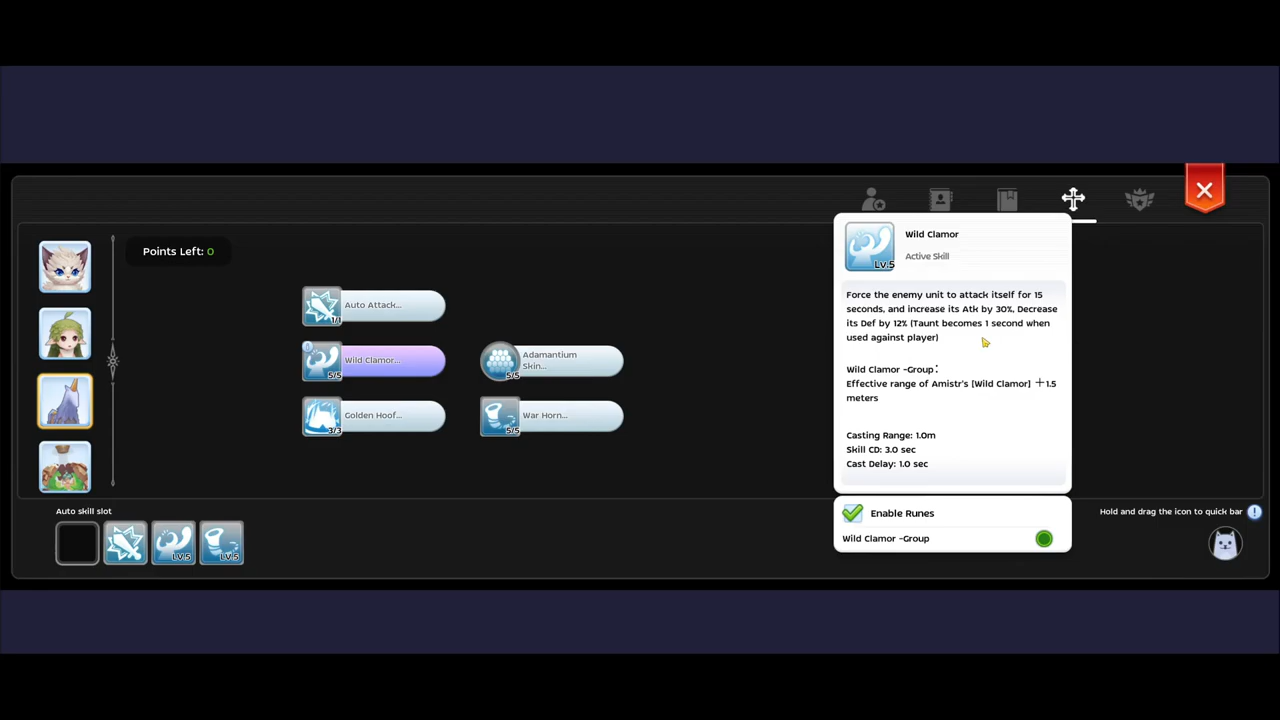 Points Left: 0
Auto Attack...
1/1
Wild Clamor...
5/5
Adamantium
Skin...
5/5
Golden Hoof...
3/3
War Horn...
5/5
Wild Clamor
Active Skill
Lv.5
Force the enemy unit to attack itself for 15
seconds, and increase its Atk by 30%, Decrease
its Def by 12% (Taunt becomes 1 second when
used against player)
Wild Clamor -Group:
Effective range of Amistr's [Wild Clamor] +1.5
meters
Casting Range: 1.0m
Skill CD: 3.0 sec
Cast Delay: 1.0 sec
Enable Runes
Wild Clamor -Group
Auto skill slot
Lv.5
Lv.5
Hold and drag the icon to quick bar